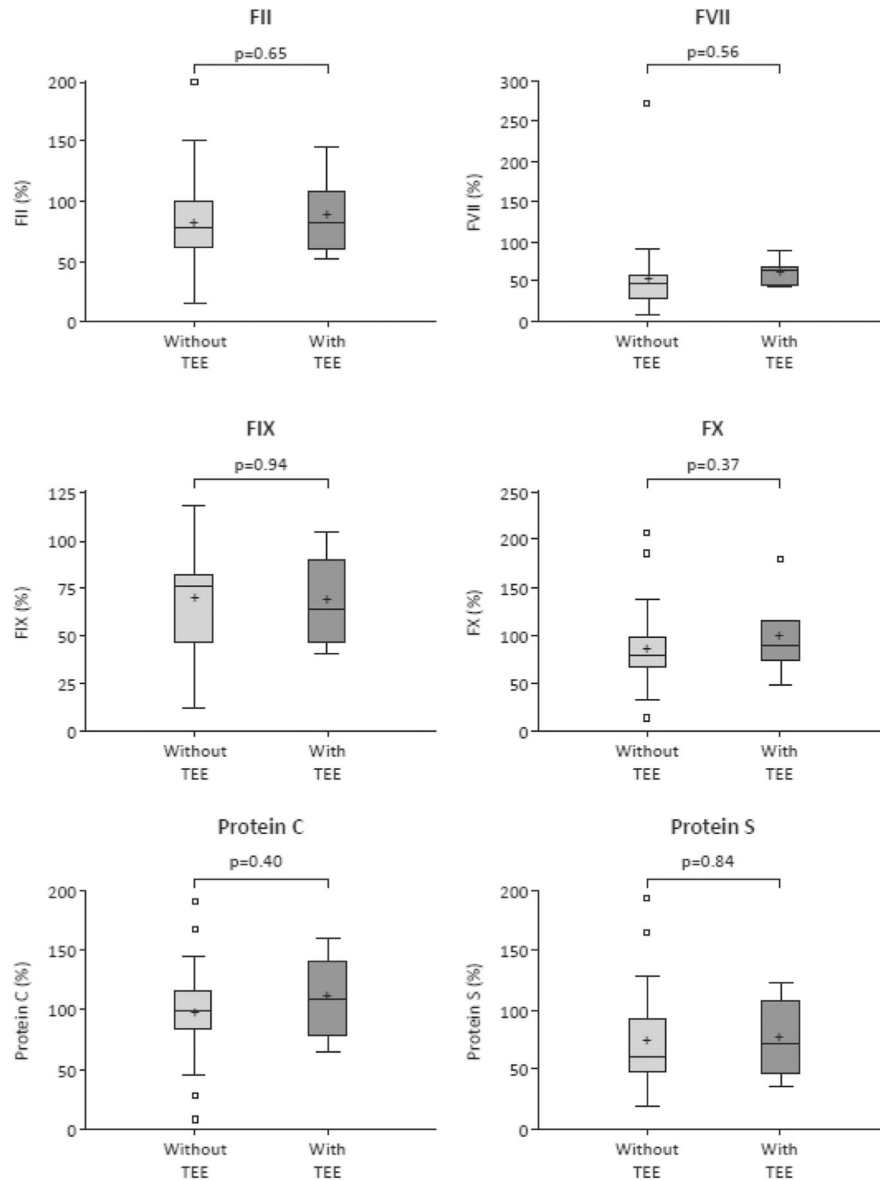 FII
p=0.65
FII (%)
200
150
100
50
0
Without
TEE
With
TEE
FVII
p=0.56
FVII (%)
300
250
200
150
100
50
0
Without
TEE
With
TEE
FIX
p=0.94
FIX (%)
125
100
75
50
25
0
Without
TEE
With
TEE
FX
p=0.37
FX (%)
250
200
150
100
50
0
Without
TEE
With
TEE
Protein C
p=0.40
Protein C (%)
200
150
100
50
0
Without
TEE
With
TEE
Protein S
p=0.84
Protein S (%)
200
150
100
50
0
Without
TEE
With
TEE